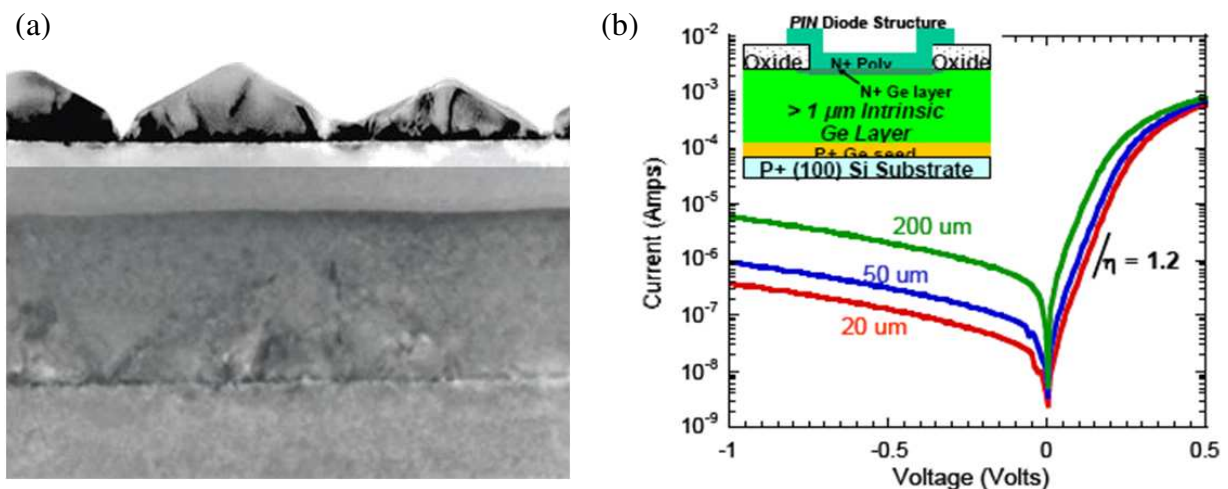 (a)
(b)
PIN Diode Structure
Oxide
Oxide
N+ Poly
N+ Ge layer
> 1 µm Intrinsic
Ge Layer
P+ Ge seed
P+ (100) Si Substrate
10-2
10-3
10-4
10-5
10-6
10-7
10-8
10-9
Current (Amps)
200 um
50 um
20 um
η = 1.2
-1
-0.5
0
0.5
Voltage (Volts)